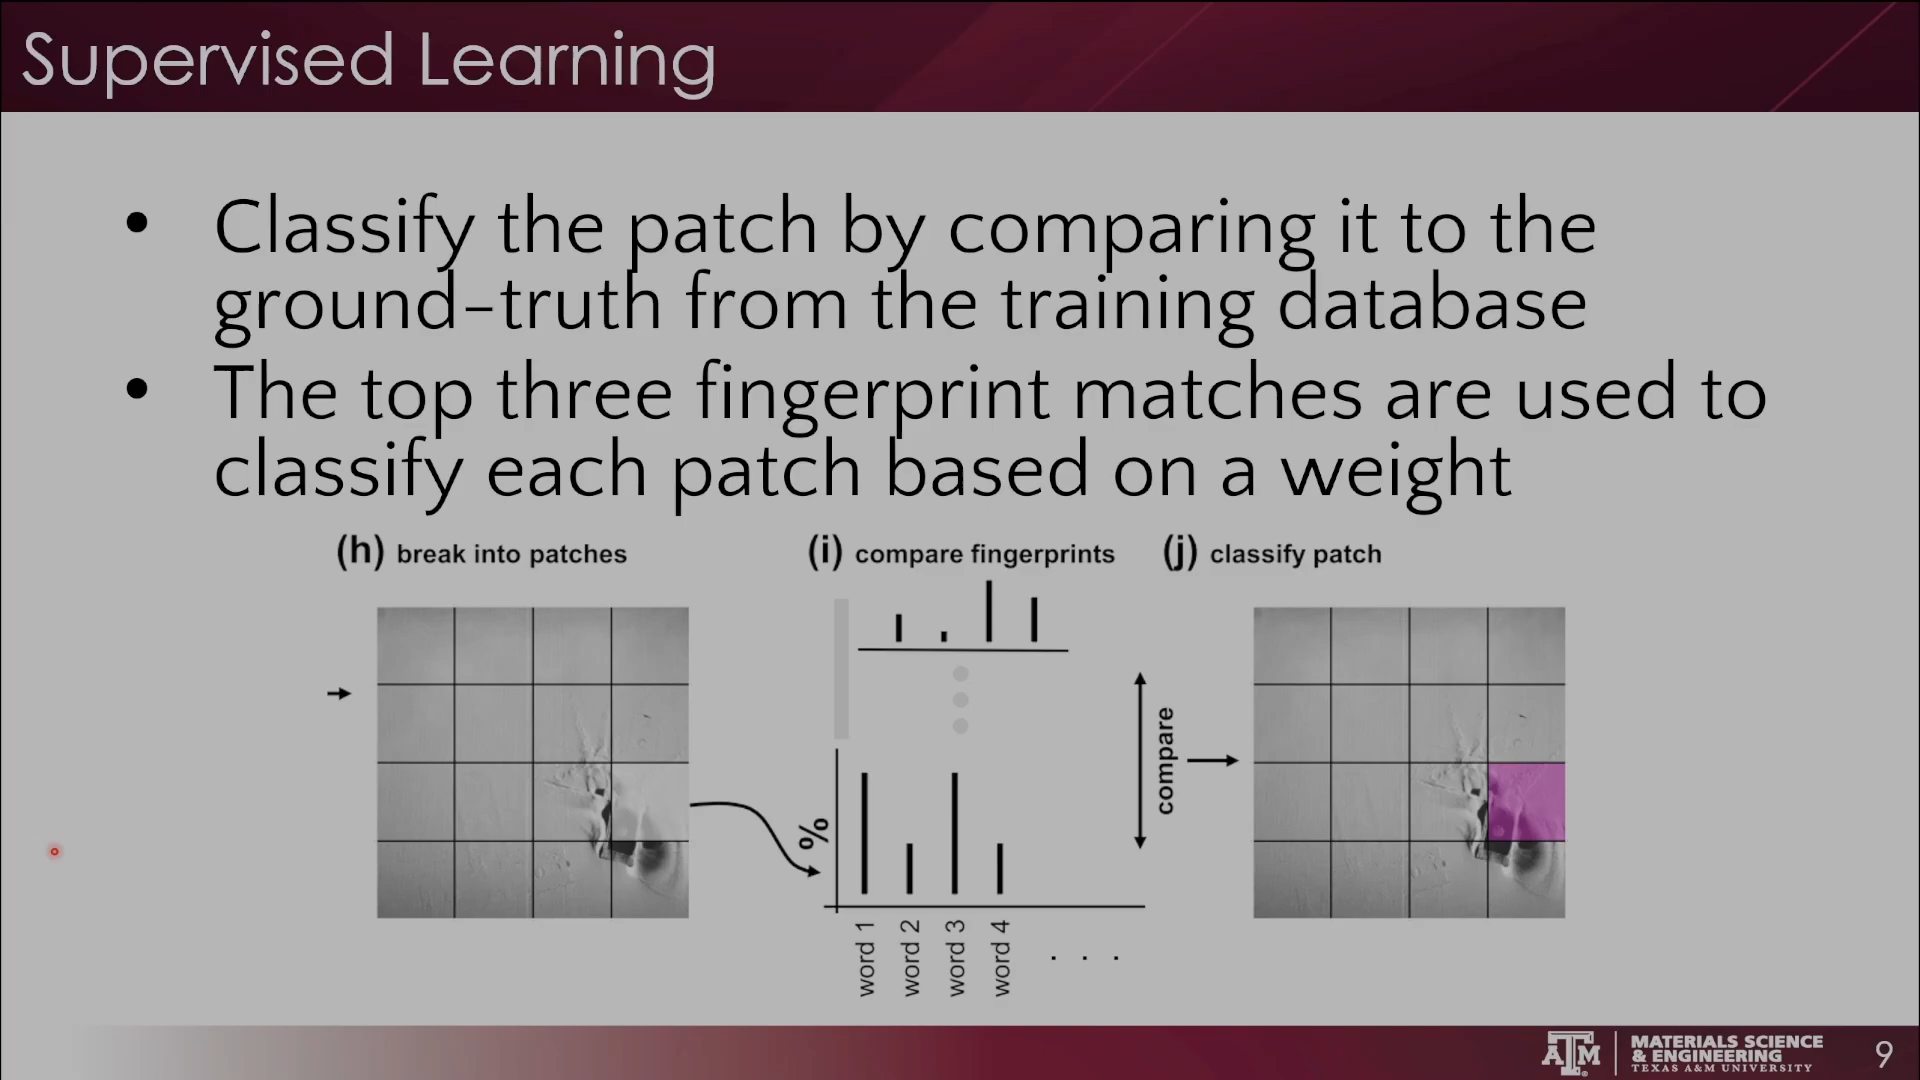 Supervised Learning
• Classify the patch by comparing it to the
ground-truth from the training database
• The top three fingerprint matches are used to
classify each patch based on a weight
(h) break into patches
(i) compare fingerprints
(j) classify patch
compare
%
word 1
word 2
word 3
word 4
. . .
ATM
MATERIALS SCIENCE
& ENGINEERING
TEXAS A&M UNIVERSITY
9